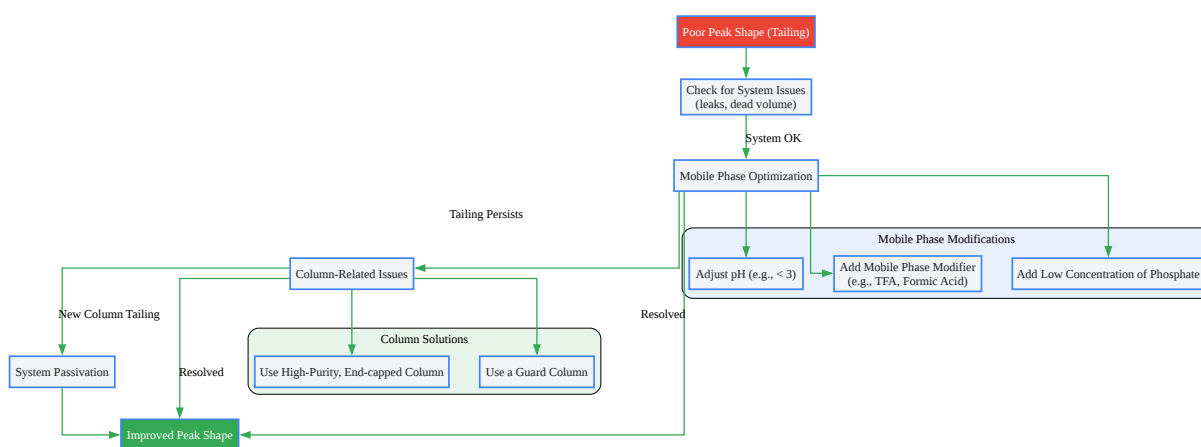 Poor Peak Shape (Tailing)
Check for System Issues
(leaks, dead volume)
System OK
Mobile Phase Optimization
Tailing Persists
Mobile Phase Modifications
Column-Related Issues
Adjust pH (e.g., < 3)
Add Mobile Phase Modifier
(e.g., TFA, Formic Acid)
Add Low Concentration of Phosphate
New Column Tailing
Resolved
Column Solutions
System Passivation
Resolved
Use High-Purity, End-capped Column
Use a Guard Column
Improved Peak Shape